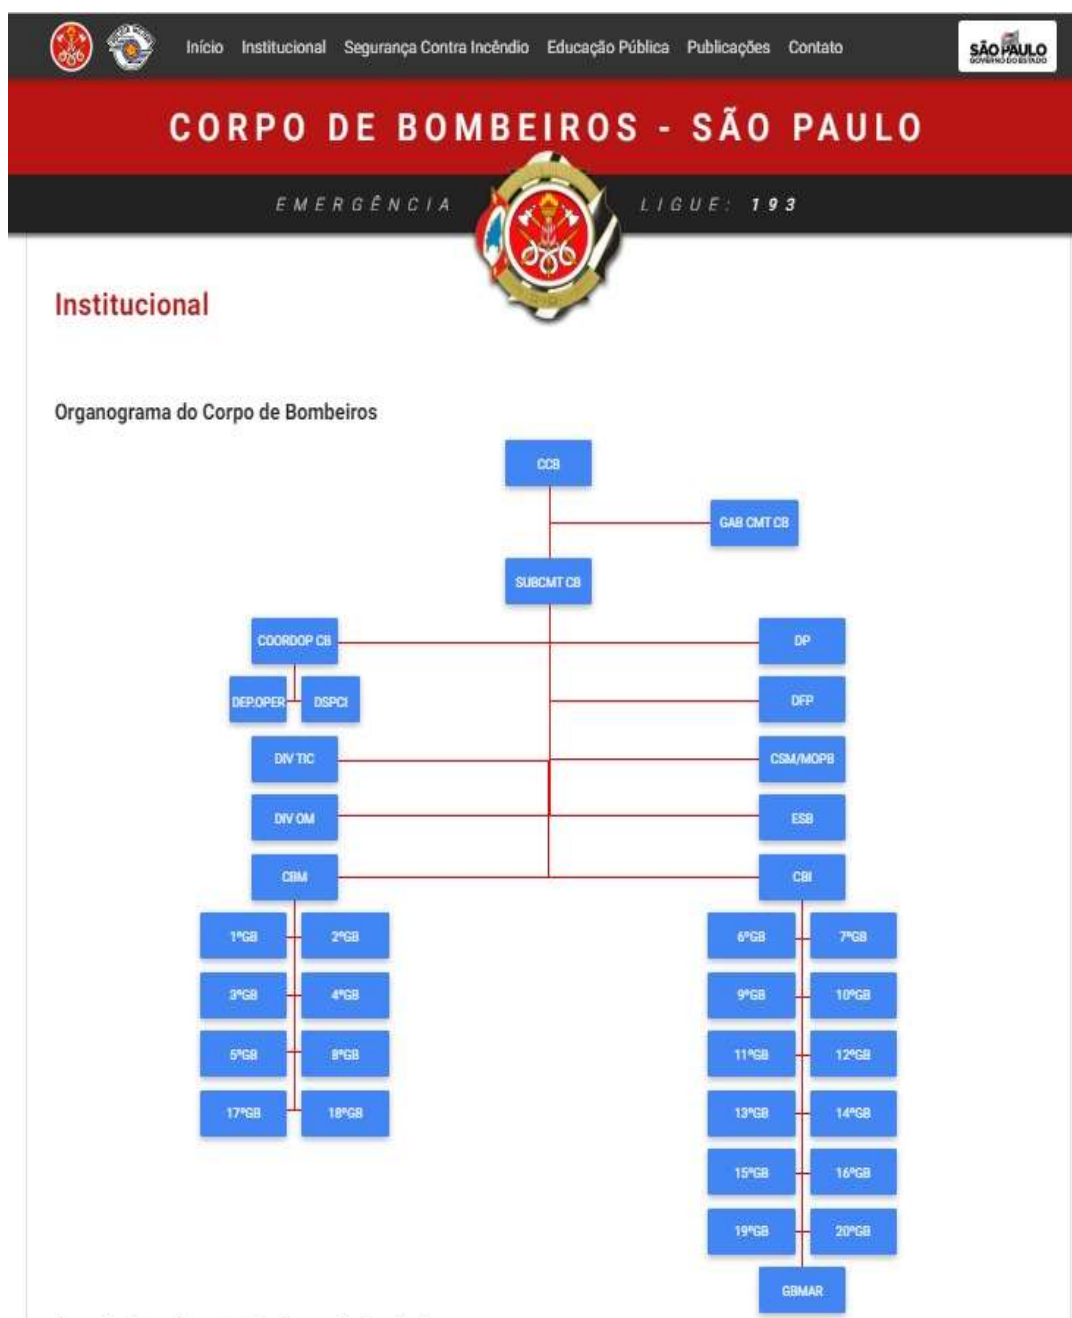 Início Institucional Segurança Contra Incêndio Educação Pública Publicações Contato
SÃO PAULO
GOVERNO DO ESTADO
CORPO DE BOMBEIROS - SÃO PAULO
EMERGÊNCIA LIGUE: 193
Institucional
Organograma do Corpo de Bombeiros
CCB
GAB CMT CB
SUBCMT CB
COORDOP CB DP
DEP.OPER DSPCI DFP
DIV TIC CSM/MOPB
DIV OM ESB
CBM CBI
1ºGB 2ºGB 6ºGB 7ºGB
3ºGB 4ºGB 9ºGB 10ºGB
5ºGB 8ºGB 11ºGB 12ºGB
17ºGB 18ºGB 13ºGB 14ºGB
15ºGB 16ºGB
19ºGB 20ºGB
GBMAR